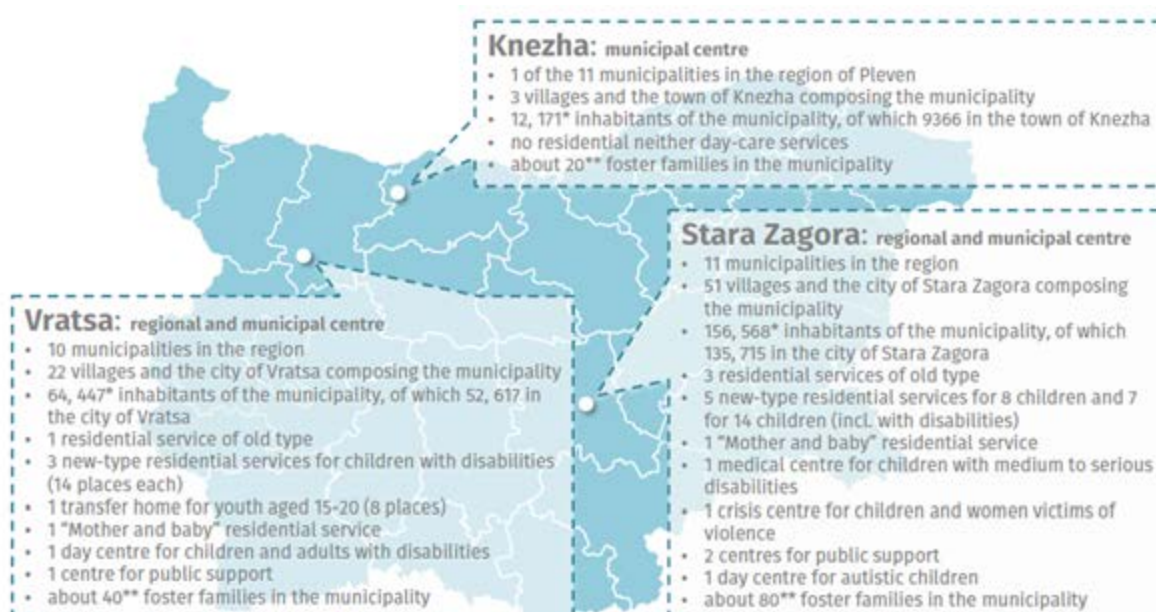 Knezha: municipal centre
• 1 of the 11 municipalities in the region of Pleven
• 3 villages and the town of Knezha composing the municipality
• 12, 171* inhabitants of the municipality, of which 9366 in the town of Knezha
• no residential neither day-care services
• about 20** foster families in the municipality
Stara Zagora: regional and municipal centre
• 11 municipalities in the region
• 51 villages and the city of Stara Zagora composing
the municipality
• 156, 568* inhabitants of the municipality, of which
135, 715 in the city of Stara Zagora
• 3 residential services of old type
• 5 new-type residential services for 8 children and 7
for 14 children (incl. with disabilities)
• 1 "Mother and baby" residential service
• 1 medical centre for children with medium to serious
disabilities
• 1 crisis centre for children and women victims of
violence
• 2 centres for public support
• 1 day centre for autistic children
• about 80** foster families in the municipality
Vratsa: regional and municipal centre
• 10 municipalities in the region
• 22 villages and the city of Vratsa composing the municipality
• 64, 447* inhabitants of the municipality, of which 52, 617 in
the city of Vratsa
• 1 residential service of old type
• 3 new-type residential services for children with disabilities
(14 places each)
• 1 transfer home for youth aged 15-20 (8 places)
• 1 "Mother and baby" residential service
• 1 day centre for children and adults with disabilities
• 1 centre for public support
• about 40** foster families in the municipality